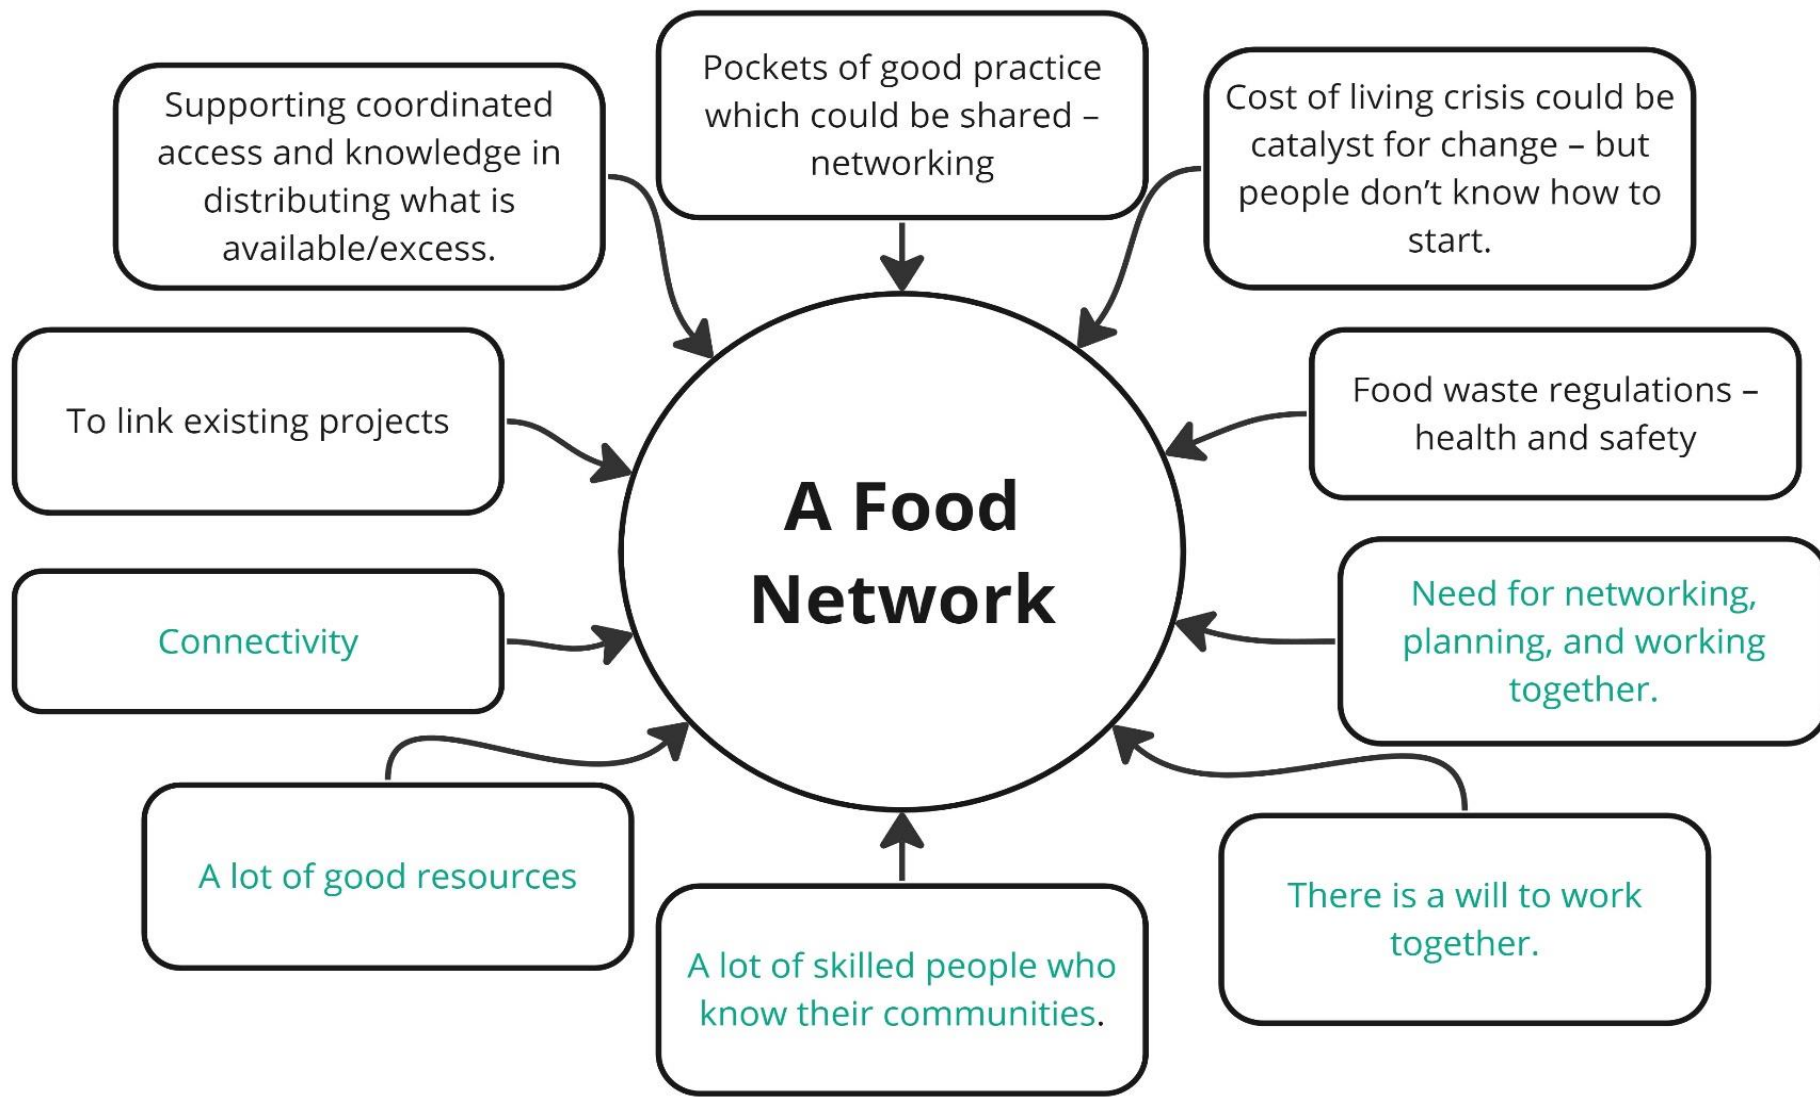 Pockets of good practice
which could be shared –
networking
Supporting coordinated
access and knowledge in
distributing what is
available/excess.
Cost of living crisis could be
catalyst for change – but
people don’t know how to
start.
To link existing projects
Food waste regulations –
health and safety
A Food
Network
Connectivity
Need for networking,
planning, and working
together.
A lot of good resources
There is a will to work
together.
A lot of skilled people who
know their communities.